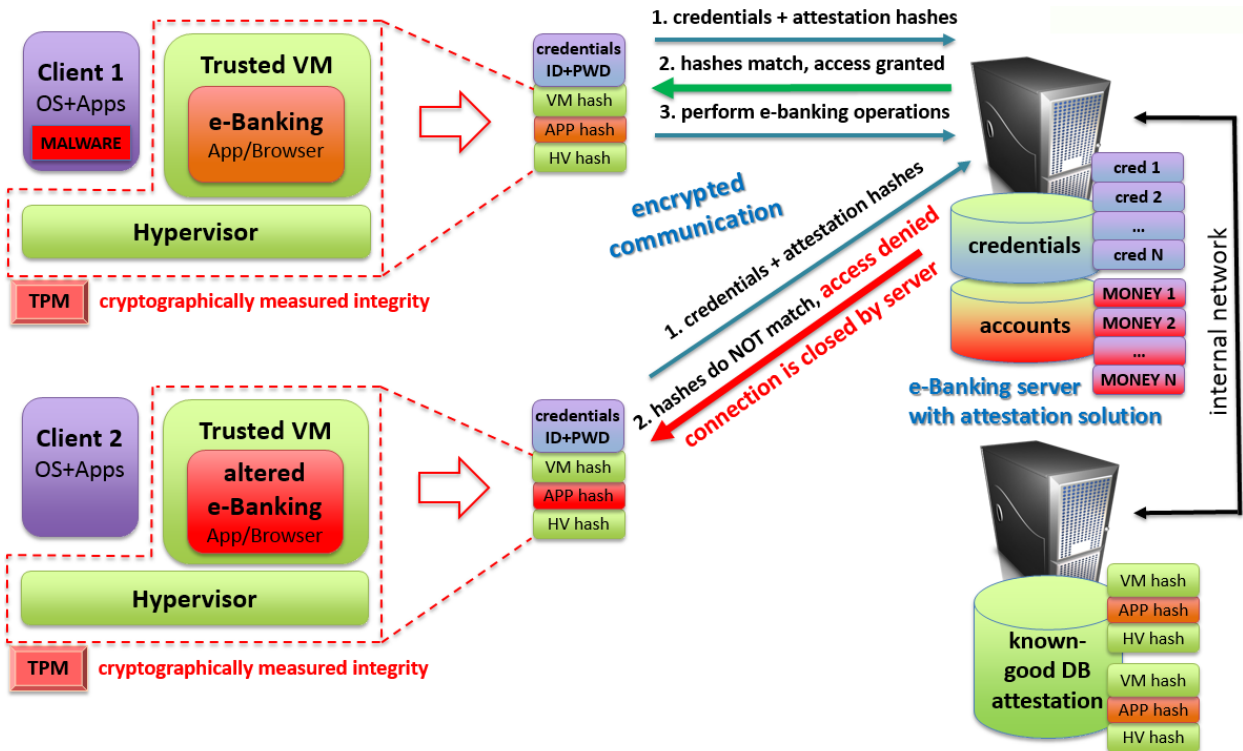 Client 1
OS+Apps
MALWARE
Trusted VM
e-Banking
App/Browser
Hypervisor
TPM
cryptographically measured integrity
credentials
ID+PWD
VM hash
APP hash
HV hash
1. credentials + attestation hashes
2. hashes match, access granted
3. perform e-banking operations
encrypted
communication
1. credentials + attestation hashes
2. hashes do NOT match, access denied
connection is closed by server
cred 1
cred 2
...
cred N
credentials
MONEY 1
MONEY 2
...
MONEY N
accounts
e-Banking server
with attestation solution
internal network
Client 2
OS+Apps
Trusted VM
altered
e-Banking
App/Browser
Hypervisor
TPM
cryptographically measured integrity
credentials
ID+PWD
VM hash
APP hash
HV hash
known-
good DB
attestation
VM hash
APP hash
HV hash
VM hash
APP hash
HV hash